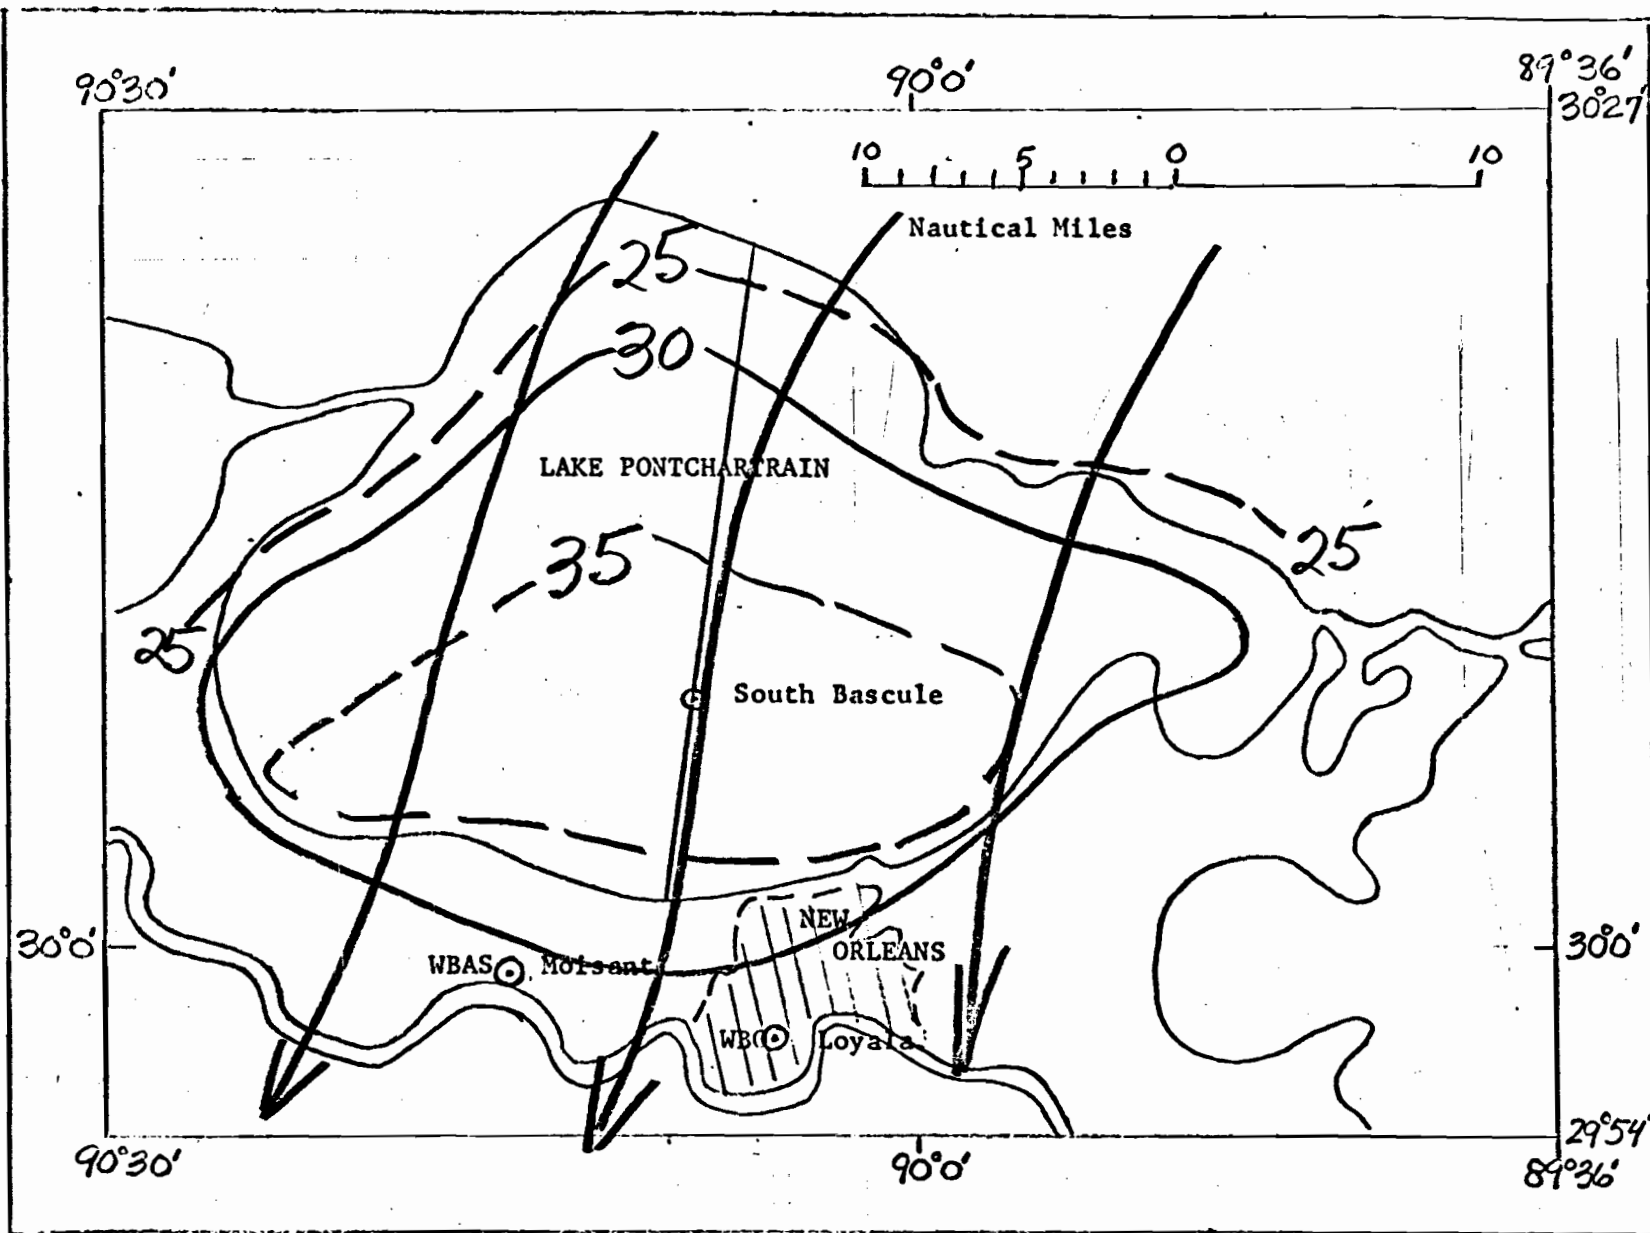 90°30'
90°0'
89°36'
30°27'
10 5 0 10
Nautical Miles
25
30
LAKE PONTCHARTRAIN
35
25
25
South Bascule
NEW
ORLEANS
30°0'
30°0'
WBAS Moisant
WBO Loyala
29°54'
90°30'
90°0'
89°36'